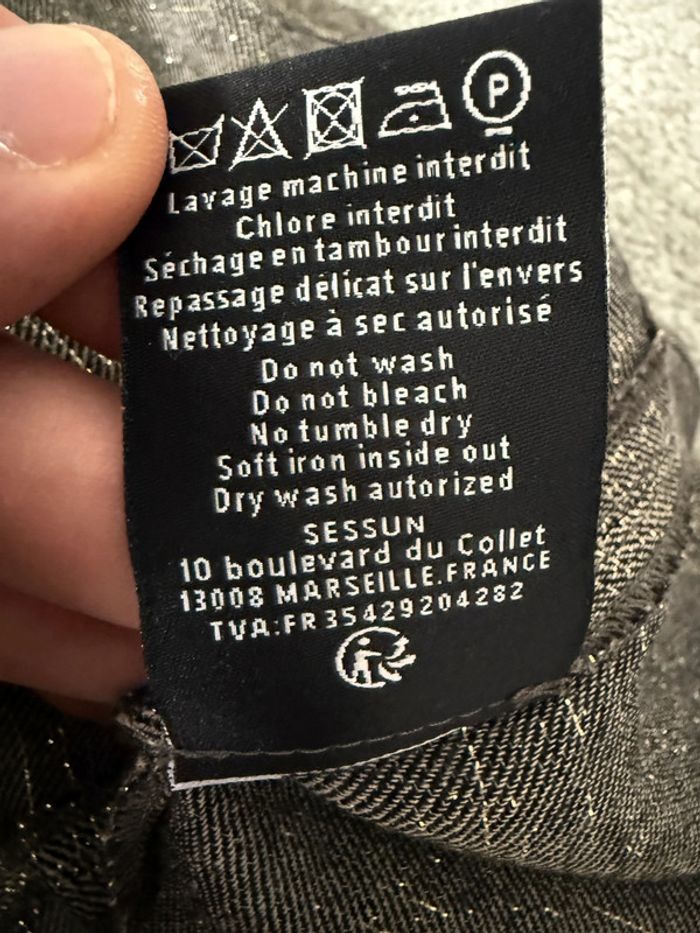 P
Lavage machine interdit
Chlore interdit
Séchage en tambour interdit
Repassage délicat sur l'envers
Nettoyage à sec autorisé
Do not wash
Do not bleach
No tumble dry
Soft iron inside out
Dry wash autorized
SESSUN
10 boulevard du Collet
13008 MARSEILLE.FRANCE
TVA:FR35429204282